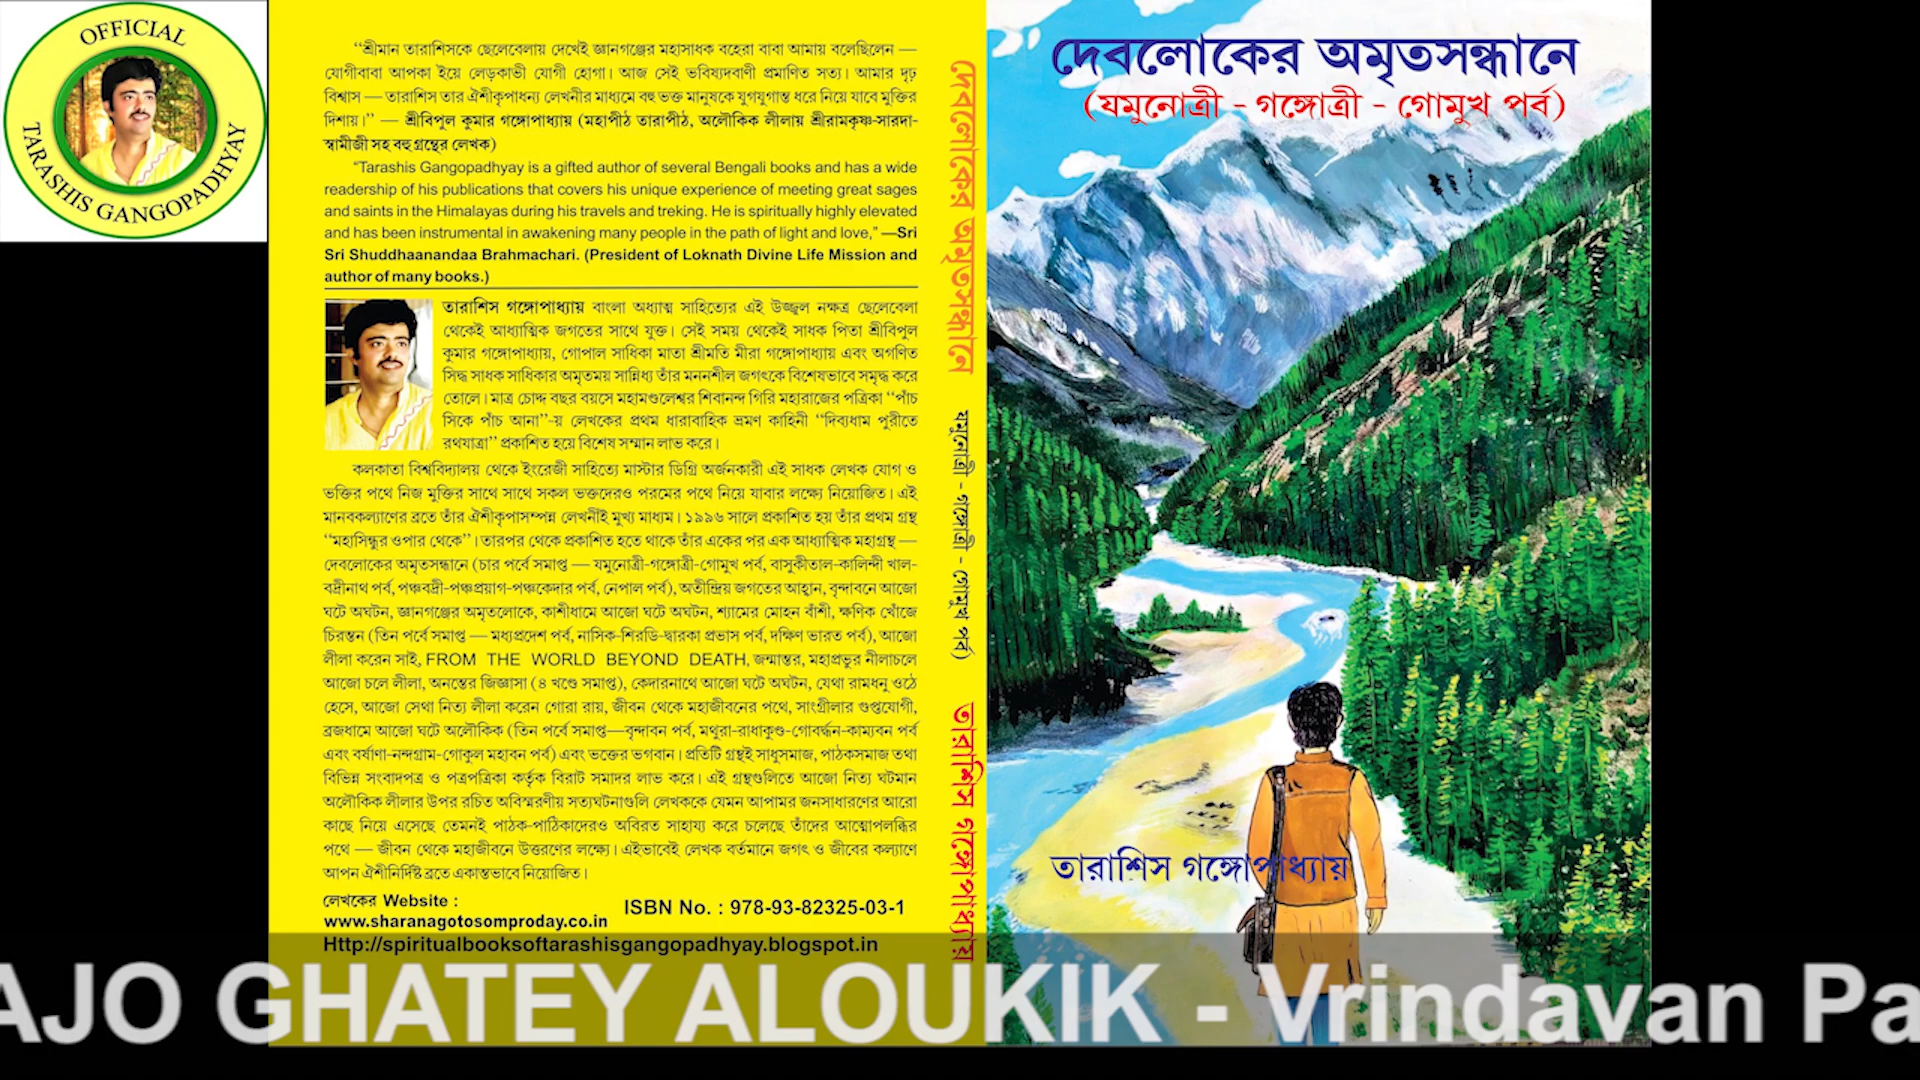 OFFICIAL
TARASHIS GANGOPADHYAY
“শ্রীমান তারাশিসকে ছেলেবেলায় দেখেই জ্ঞানগঞ্জের মহাসাধক বহেরা বাবা আমায় বলেছিলেন —
যোগীবাবা আপকা ইয়ে লেড়কাভী যোগী হোগা। আজ সেই ভবিষ্যদবাণী প্রমাণিত সত্য। আমার দৃঢ়
বিশ্বাস — তারাশিস তার ঐশীকৃপাধন্য লেখনীর মাধ্যমে বহু ভক্ত মানুষকে যুগযুগান্ত ধরে নিয়ে যাবে মুক্তির
দিশায়।” — শ্রীবিপুল কুমার গঙ্গোপাধ্যায় (মহাপীঠ তারাপীঠ, অলৌকিক লীলায় শ্রীরামকৃষ্ণ-সারদা-
স্বামীজী সহ বহু গ্রন্থের লেখক)
“Tarashis Gangopadhyay is a gifted author of several Bengali books and has a wide
readership of his publications that covers his unique experience of meeting great sages
and saints in the Himalayas during his travels and treking. He is spiritually highly elevated
and has been instrumental in awakening many people in the path of light and love,” —Sri
Sri Shuddhaanandaa Brahmachari. (President of Loknath Divine Life Mission and
author of many books.)
তারাশিস গঙ্গোপাধ্যায় বাংলা অধ্যাত্ম সাহিত্যের এই উজ্জ্বল নক্ষত্র ছেলেবেলা
থেকেই আধ্যাত্মিক জগতের সাথে যুক্ত। সেই সময় থেকেই সাধক পিতা শ্রীবিপুল
কুমার গঙ্গোপাধ্যায়, গোপাল সাধিকা মাতা শ্রীমতি মীরা গঙ্গোপাধ্যায় এবং অগণিত
সিদ্ধ সাধক সাধিকার অমৃতময় সান্নিধ্য তাঁর মননশীল জগৎকে বিশেষভাবে সমৃদ্ধ করে
তোলে। মাত্র চোদ্দ বছর বয়সে মহামণ্ডলেশ্বর শিবানন্দ গিরি মহারাজের পত্রিকা “পাঁচ
সিকে পাঁচ আনা”-য় লেখকের প্রথম ধারাবাহিক ভ্রমণ কাহিনী “দিব্যধাম পুরীতে
রথযাত্রা” প্রকাশিত হয়ে বিশেষ সম্মান লাভ করে।
কলকাতা বিশ্ববিদ্যালয় থেকে ইংরেজী সাহিত্যে মাস্টার ডিগ্রি অর্জনকারী এই সাধক লেখক যোগ ও
ভক্তির পথে নিজ মুক্তির সাথে সাথে সকল ভক্তদেরও পরমের পথে নিয়ে যাবার লক্ষ্যে নিয়োজিত। এই
মানবকল্যাণের ব্রতে তাঁর ঐশীকৃপাসম্পন্ন লেখনীই মুখ্য মাধ্যম। ১৯৯৬ সালে প্রকাশিত হয় তাঁর প্রথম গ্রন্থ
“মহাসিন্ধুর ওপার থেকে”। তারপর থেকে প্রকাশিত হতে থাকে তাঁর একের পর এক আধ্যাত্মিক মহাগ্রন্থ —
দেবলোকের অমৃতসন্ধানে (চার পর্বে সমাপ্ত — যমুনোত্রী-গঙ্গোত্রী-গোমুখ পর্ব, বাসুকীতাল-কালিন্দী খাল-
বদ্রীনাথ পর্ব, পঞ্চবদ্রী-পঞ্চপ্রয়াগ-পঞ্চকেদার পর্ব, নেপাল পর্ব), অতীন্দ্রিয় জগতের আহ্বান, বৃন্দাবনে আজো
ঘটে অঘটন, জ্ঞানগঞ্জের অমৃতলোকে, কাশীধামে আজো ঘটে অঘটন, শ্যামের মোহন বাঁশী, ক্ষণিক খোঁজে
চিরন্তন (তিন পর্বে সমাপ্ত — মধ্যপ্রদেশ পর্ব, নাসিক-শিরডি-দ্বারকা প্রভাস পর্ব, দক্ষিণ ভারত পর্ব), আজো
লীলা করেন সাই, FROM THE WORLD BEYOND DEATH, জন্মান্তর, মহাপ্রভুর নীলাচলে
আজো চলে লীলা, অনন্তের জিজ্ঞাসা (৪ খণ্ডে সমাপ্ত), কেদারনাথে আজো ঘটে অঘটন, যেথা রামধনু ওঠে
হেসে, আজো সেথা নিত্য লীলা করেন গোরা রায়, জীবন থেকে মহাজীবনের পথে, সাংগ্রীলার গুপ্তযোগী,
ব্রজধামে আজো ঘটে অলৌকিক (তিন পর্বে সমাপ্ত—বৃন্দাবন পর্ব, মথুরা-রাধাকুণ্ড-গোবর্দ্ধন-কাম্যবন পর্ব
এবং বর্ষাণা-নন্দগ্রাম-গোকুল মহাবন পর্ব) এবং ভক্তের ভগবান। প্রতিটি গ্রন্থই সাধুসমাজ, পাঠকসমাজ তথা
বিভিন্ন সংবাদপত্র ও পত্রপত্রিকা কর্তৃক বিরাট সমাদর লাভ করে। এই গ্রন্থগুলিতে আজো নিত্য ঘটমান
অলৌকিক লীলার উপর রচিত অবিস্মরণীয় সত্যঘটনাগুলি লেখককে যেমন আপামর জনসাধারণের আরো
কাছে নিয়ে এসেছে তেমনই পাঠক-পাঠিকাদেরও অবিরত সাহায্য করে চলেছে তাঁদের আত্মোপলব্ধির
পথে — জীবন থেকে মহাজীবনে উত্তরণের লক্ষ্যে। এইভাবেই লেখক বর্তমানে জগৎ ও জীবের কল্যাণে
আপন ঐশীনির্দিষ্ট ব্রতে একান্তভাবে নিয়োজিত।
লেখকের Website :
www.sharanagotosomproday.co.in
ISBN No. : 978-93-82325-03-1
Http://spiritualbooksoftarashisgangopadhyay.blogspot.in
দেবলোকের অমৃতসন্ধানে
যমুনোত্রী - গঙ্গোত্রী - গোমুখ পর্ব)
তারাশিস গঙ্গোপাধ্যায়
দেবলোকের অমৃতসন্ধানে
(যমুনোত্রী - গঙ্গোত্রী - গোমুখ পর্ব)
তারাশিস গঙ্গোপাধ্যায়
AJO GHATEY ALOUKIK - Vrindavan Pa